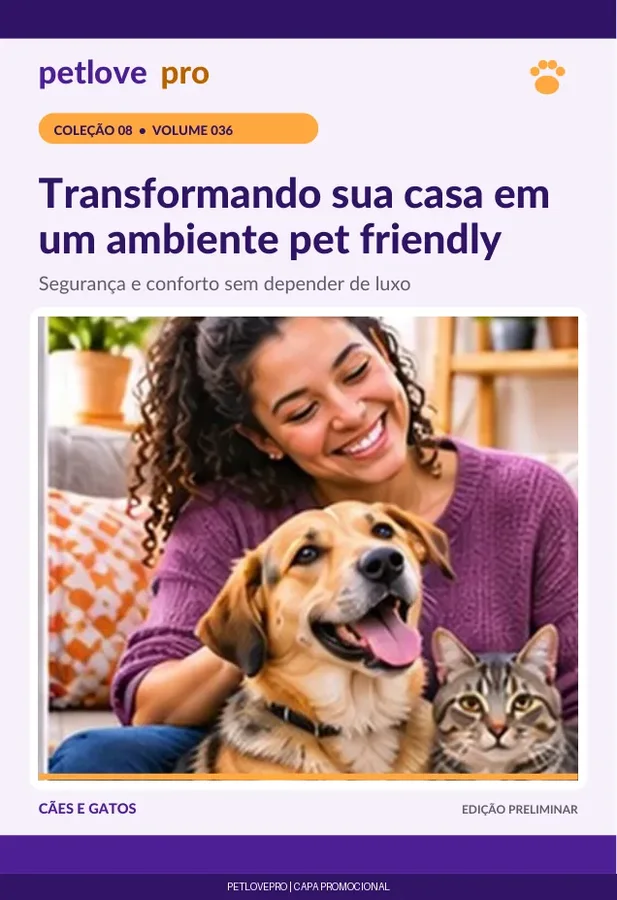 petlove pro
COLEÇÃO 08 • VOLUME 036
Transformando sua casa em
um ambiente pet friendly
Segurança e conforto sem depender de luxo
CÃES E GATOS
EDIÇÃO PRELIMINAR
PETLOVEPRO | CAPA PROMOCIONAL